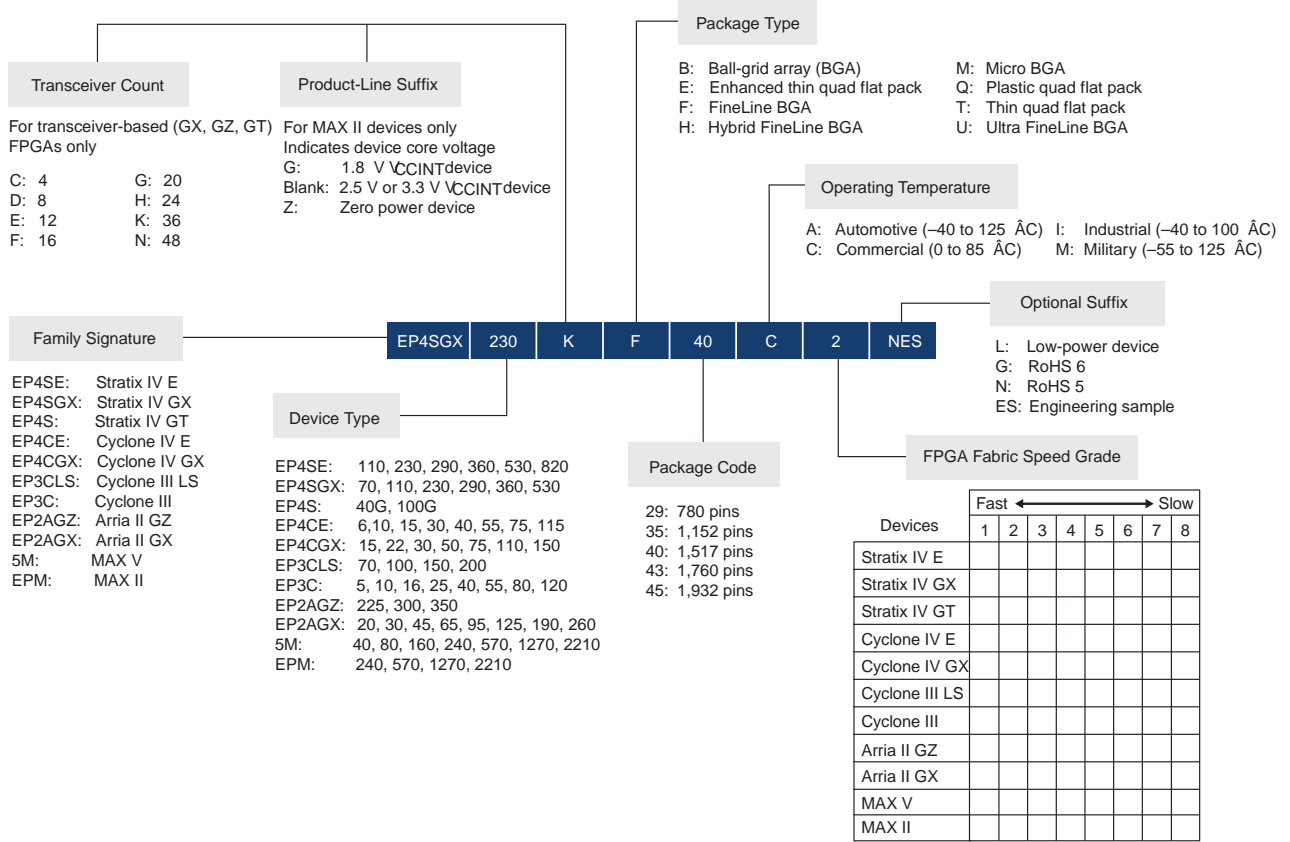 Package Type
B: Ball-grid array (BGA)
E: Enhanced thin quad flat pack
F: FineLine BGA
H: Hybrid FineLine BGA
M: Micro BGA
Q: Plastic quad flat pack
T: Thin quad flat pack
U: Ultra FineLine BGA
Transceiver Count
For transceiver-based (GX, GZ, GT)
FPGAs only
C: 4
D: 8
E: 12
F: 16
G: 20
H: 24
K: 36
N: 48
Product-Line Suffix
For MAX II devices only
Indicates device core voltage
G: 1.8 V VCCINT device
Blank: 2.5 V or 3.3 V VCCINT device
Z: Zero power device
Operating Temperature
A: Automotive (–40 to 125 ÂC)
C: Commercial (0 to 85 ÂC)
I: Industrial (–40 to 100 ÂC)
M: Military (–55 to 125 ÂC)
Optional Suffix
L: Low-power device
G: RoHS 6
N: RoHS 5
ES: Engineering sample
EP4SGX 230 K F 40 C 2 NES
Family Signature
EP4SE: Stratix IV E
EP4SGX: Stratix IV GX
EP4S: Stratix IV GT
EP4CE: Cyclone IV E
EP4CGX: Cyclone IV GX
EP3CLS: Cyclone III LS
EP3C: Cyclone III
EP2AGZ: Arria II GZ
EP2AGX: Arria II GX
5M: MAX V
EPM: MAX II
Device Type
EP4SE: 110, 230, 290, 360, 530, 820
EP4SGX: 70, 110, 230, 290, 360, 530
EP4S: 40G, 100G
EP4CE: 6,10, 15, 30, 40, 55, 75, 115
EP4CGX: 15, 22, 30, 50, 75, 110, 150
EP3CLS: 70, 100, 150, 200
EP3C: 5, 10, 16, 25, 40, 55, 80, 120
EP2AGZ: 225, 300, 350
EP2AGX: 20, 30, 45, 65, 95, 125, 190, 260
5M: 40, 80, 160, 240, 570, 1270, 2210
EPM: 240, 570, 1270, 2210
Package Code
29: 780 pins
35: 1,152 pins
40: 1,517 pins
43: 1,760 pins
45: 1,932 pins
FPGA Fabric Speed Grade
Fast Slow
Devices 1 2 3 4 5 6 7 8
Stratix IV E
Stratix IV GX
Stratix IV GT
Cyclone IV E
Cyclone IV GX
Cyclone III LS
Cyclone III
Arria II GZ
Arria II GX
MAX V
MAX II